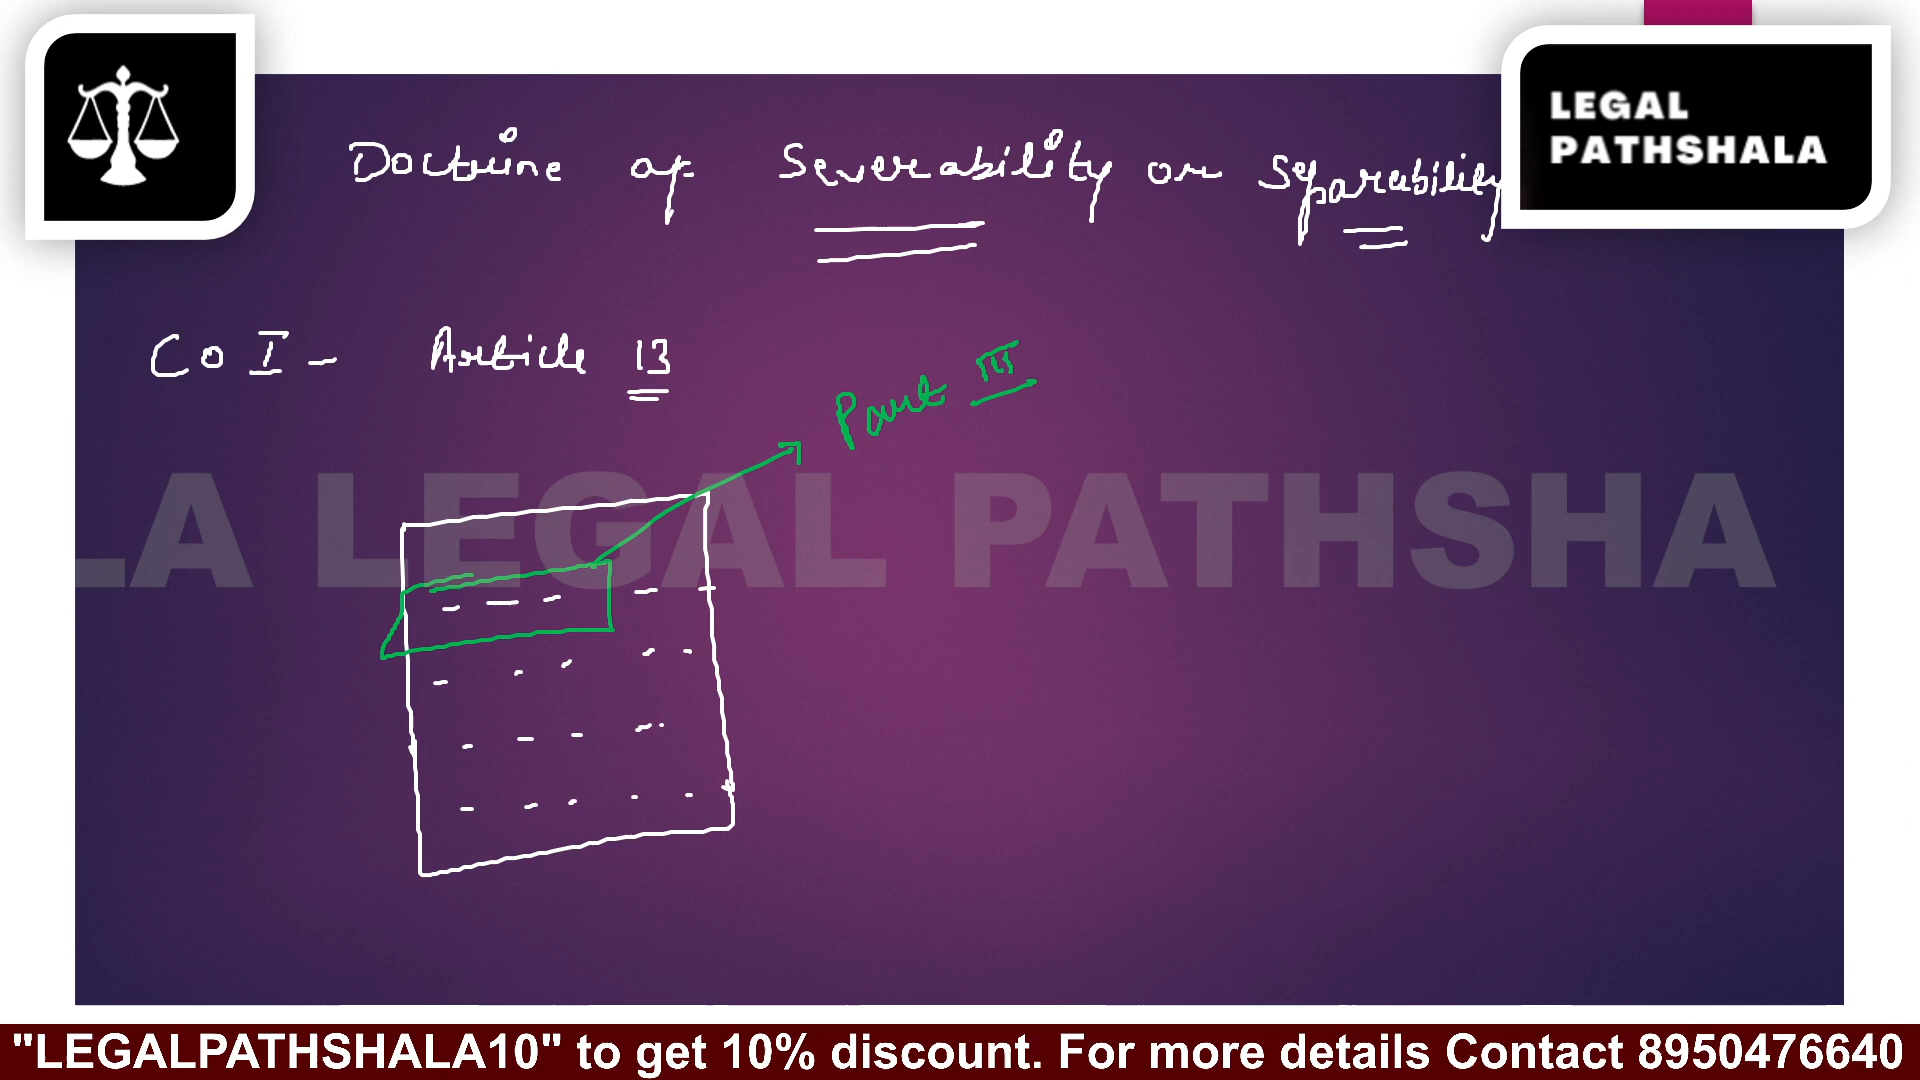 LEGAL
PATHSHALA
Doctrine of Severability or Separability
CoI - Article 13
Part III
LA LEGAL PATHSHA
"LEGALPATHSHALA10" to get 10% discount. For more details Contact 8950476640